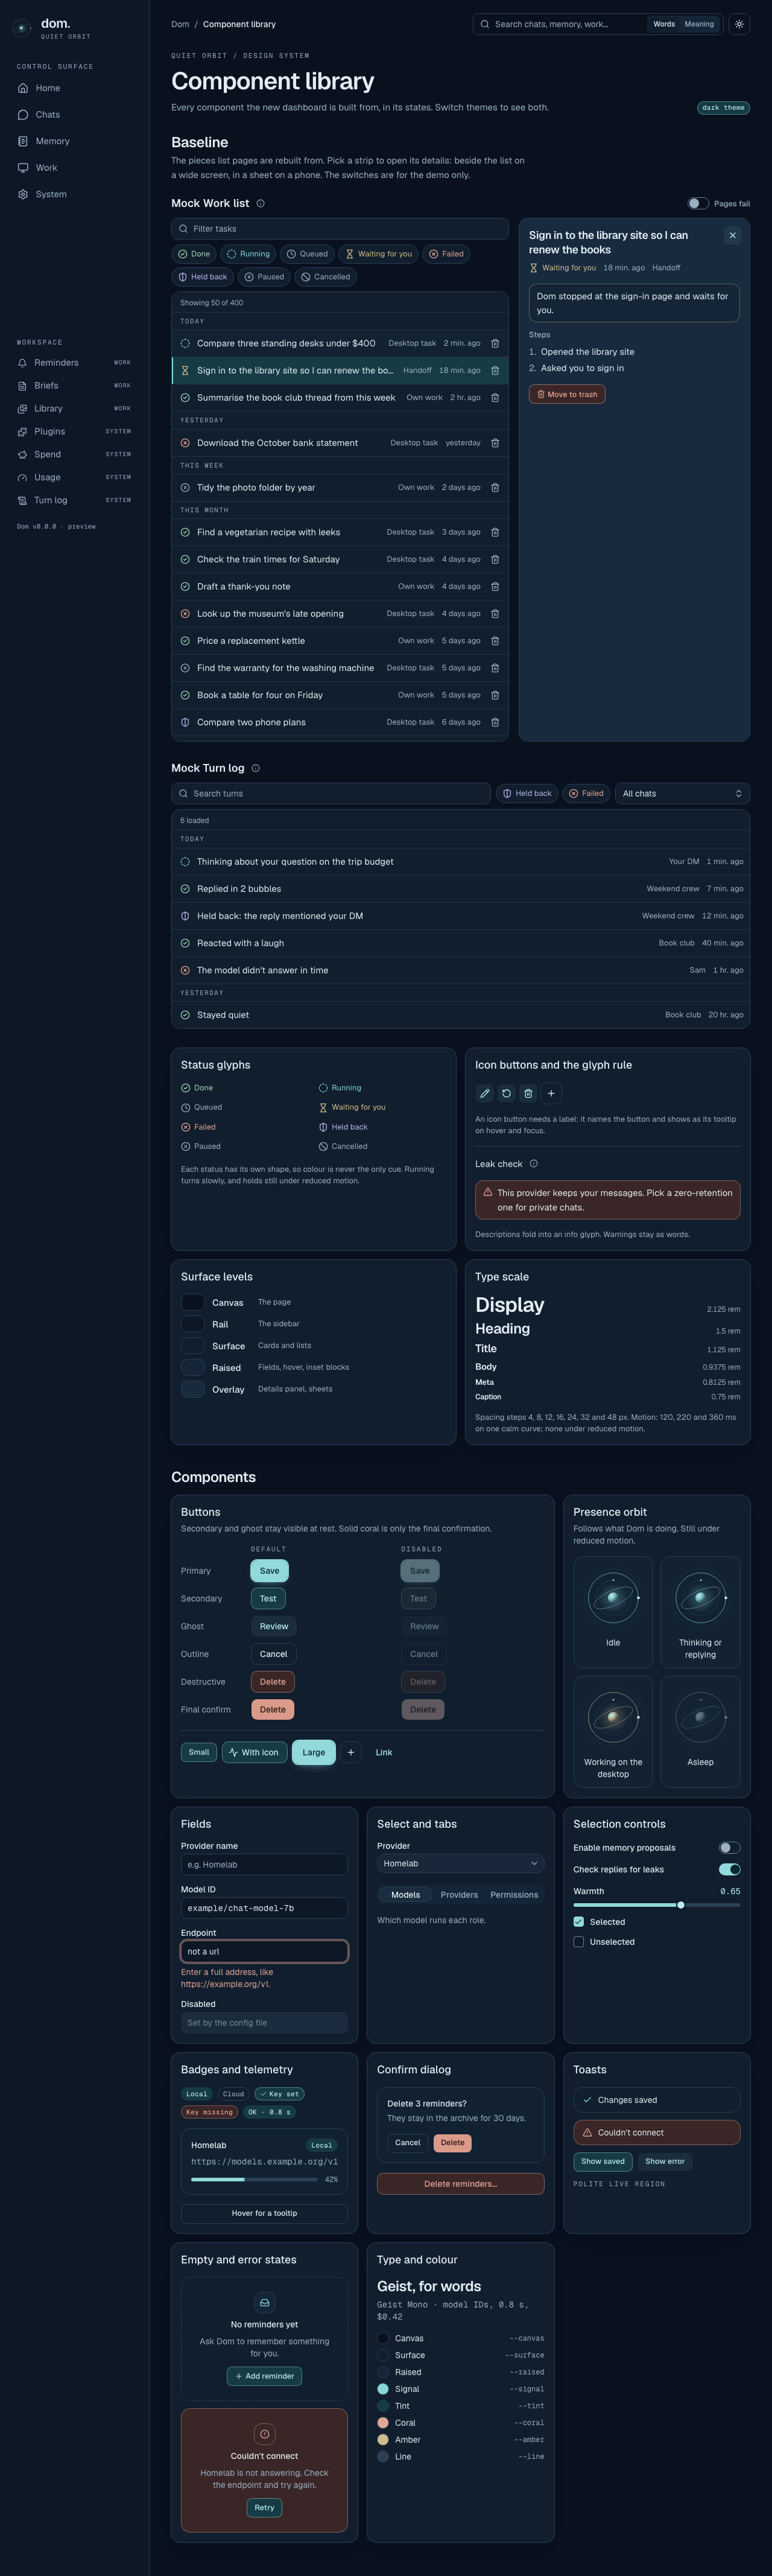 dom.
QUIET ORBIT
CONTROL SURFACE
Home
Chats
Memory
Work
System
WORKSPACE
Reminders WORK
Briefs WORK
Library WORK
Plugins SYSTEM
Spend SYSTEM
Usage SYSTEM
Turn log SYSTEM
Dom v0.0.0 · preview
Dom / Component library
Search chats, memory, work... Words Meaning
QUIET ORBIT / DESIGN SYSTEM
Component library
Every component the new dashboard is built from, in its states. Switch themes to see both.
dark theme
Baseline
The pieces list pages are rebuilt from. Pick a strip to open its details: beside the list on
a wide screen, in a sheet on a phone. The switches are for the demo only.
Mock Work list
Pages fail
Filter tasks
Done Running Queued Waiting for you Failed
Held back Paused Cancelled
Showing 50 of 400
TODAY
Compare three standing desks under $400 Desktop task 2 min. ago
Sign in to the library site so I can renew the bo... Handoff 18 min. ago
Summarise the book club thread from this week Own work 2 hr. ago
YESTERDAY
Download the October bank statement Desktop task yesterday
THIS WEEK
Tidy the photo folder by year Own work 2 days ago
THIS MONTH
Find a vegetarian recipe with leeks Desktop task 3 days ago
Check the train times for Saturday Desktop task 4 days ago
Draft a thank-you note Own work 4 days ago
Look up the museum's late opening Desktop task 4 days ago
Price a replacement kettle Own work 5 days ago
Find the warranty for the washing machine Desktop task 5 days ago
Book a table for four on Friday Own work 5 days ago
Compare two phone plans Desktop task 6 days ago
Sign in to the library site so I can
renew the books
Waiting for you 18 min. ago Handoff
Dom stopped at the sign-in page and waits for
you.
Steps
1. Opened the library site
2. Asked you to sign in
Move to trash
Mock Turn log
Search turns
Held back Failed All chats
6 loaded
TODAY
Thinking about your question on the trip budget Your DM 1 min. ago
Replied in 2 bubbles Weekend crew 7 min. ago
Held back: the reply mentioned your DM Weekend crew 12 min. ago
Reacted with a laugh Book club 40 min. ago
The model didn't answer in time Sam 1 hr. ago
YESTERDAY
Stayed quiet Book club 20 hr. ago
Status glyphs
Done Running
Queued Waiting for you
Failed Held back
Paused Cancelled
Each status has its own shape, so colour is never the only cue. Running
turns slowly, and holds still under reduced motion.
Icon buttons and the glyph rule
An icon button needs a label: it names the button and shows as its tooltip
on hover and focus.
Leak check
This provider keeps your messages. Pick a zero-retention
one for private chats.
Descriptions fold into an info glyph. Warnings stay as words.
Surface levels
Canvas The page
Rail The sidebar
Surface Cards and lists
Raised Fields, hover, inset blocks
Overlay Details panel, sheets
Type scale
Display 2.125 rem
Heading 1.5 rem
Title 1.125 rem
Body 0.9375 rem
Meta 0.8125 rem
Caption 0.75 rem
Spacing steps 4, 8, 12, 16, 24, 32 and 48 px. Motion: 120, 220 and 360 ms
on one calm curve; none under reduced motion.
Components
Buttons
Secondary and ghost stay visible at rest. Solid coral is only the final confirmation.
DEFAULT DISABLED
Primary Save Save
Secondary Test Test
Ghost Review Review
Outline Cancel Cancel
Destructive Delete Delete
Final confirm Delete Delete
Small With icon Large Link
Presence orbit
Follows what Dom is doing. Still under
reduced motion.
Idle
Thinking or
replying
Working on the
desktop
Asleep
Fields
Provider name
e.g. Homelab
Model ID
example/chat-model-7b
Endpoint
not a url
Enter a full address, like
https://example.org/v1.
Disabled
Set by the config file
Select and tabs
Provider
Homelab
Models Providers Permissions
Which model runs each role.
Selection controls
Enable memory proposals
Check replies for leaks
Warmth 0.65
Selected
Unselected
Badges and telemetry
Local Cloud Key set
Key missing OK · 0.8 s
Homelab Local
https://models.example.org/v1
42%
Hover for a tooltip
Confirm dialog
Delete 3 reminders?
They stay in the archive for 30 days.
Cancel Delete
Delete reminders...
Toasts
Changes saved
Couldn't connect
Show saved Show error
POLITE LIVE REGION
Empty and error states
No reminders yet
Ask Dom to remember something
for you.
Add reminder
Couldn't connect
Homelab is not answering. Check
the endpoint and try again.
Retry
Type and colour
Geist, for words
Geist Mono · model IDs, 0.8 s,
$0.42
Canvas --canvas
Surface --surface
Raised --raised
Signal --signal
Tint --tint
Coral --coral
Amber --amber
Line --line